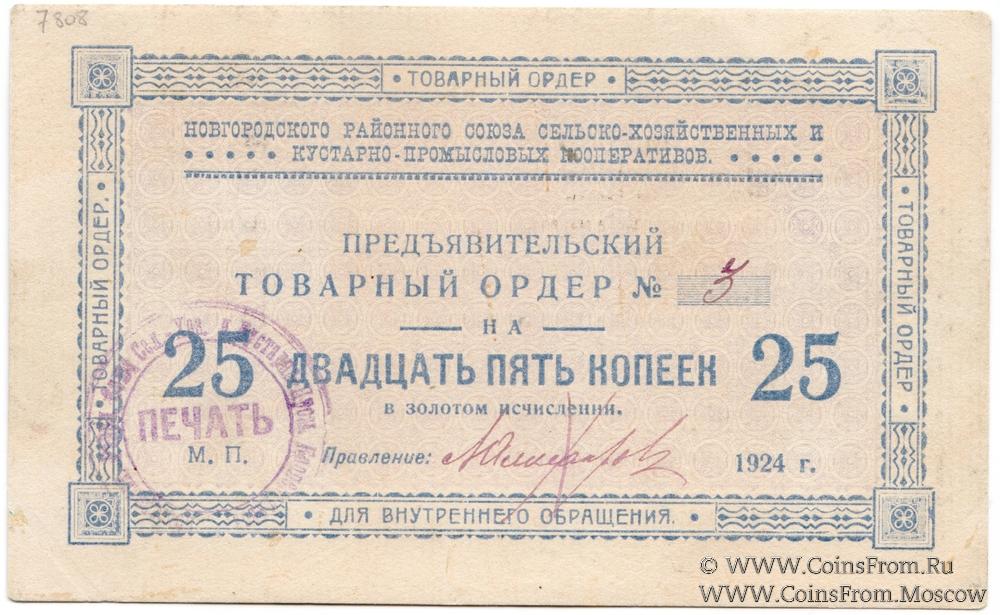 7808
· ТОВАРНЫЙ ОРДЕР ·
НОВГОРОДСКОГО РАЙОННОГО СОЮЗА СЕЛЬСКО-ХОЗЯЙСТВЕННЫХ И
• • • • • КУСТАРНО-ПРОМЫСЛОВЫХ КООПЕРАТИВОВ. • • • • •
· ТОВАРНЫЙ ОРДЕР. ·
· ТОВАРНЫЙ ОРДЕР ·
ПРЕДЪЯВИТЕЛЬСКИЙ
ТОВАРНЫЙ ОРДЕР № 3
— НА —
25 ДВАДЦАТЬ ПЯТЬ КОПЕЕК 25
в золотом исчислении.
Сел. Хоз. и
ПЕЧАТЬ
М. П. Правление: 1924 г.
· ДЛЯ ВНУТРЕННЕГО ОБРАЩЕНИЯ. ·
© WWW.CoinsFrom.Ru
WWW.CoinsFrom.Moscow